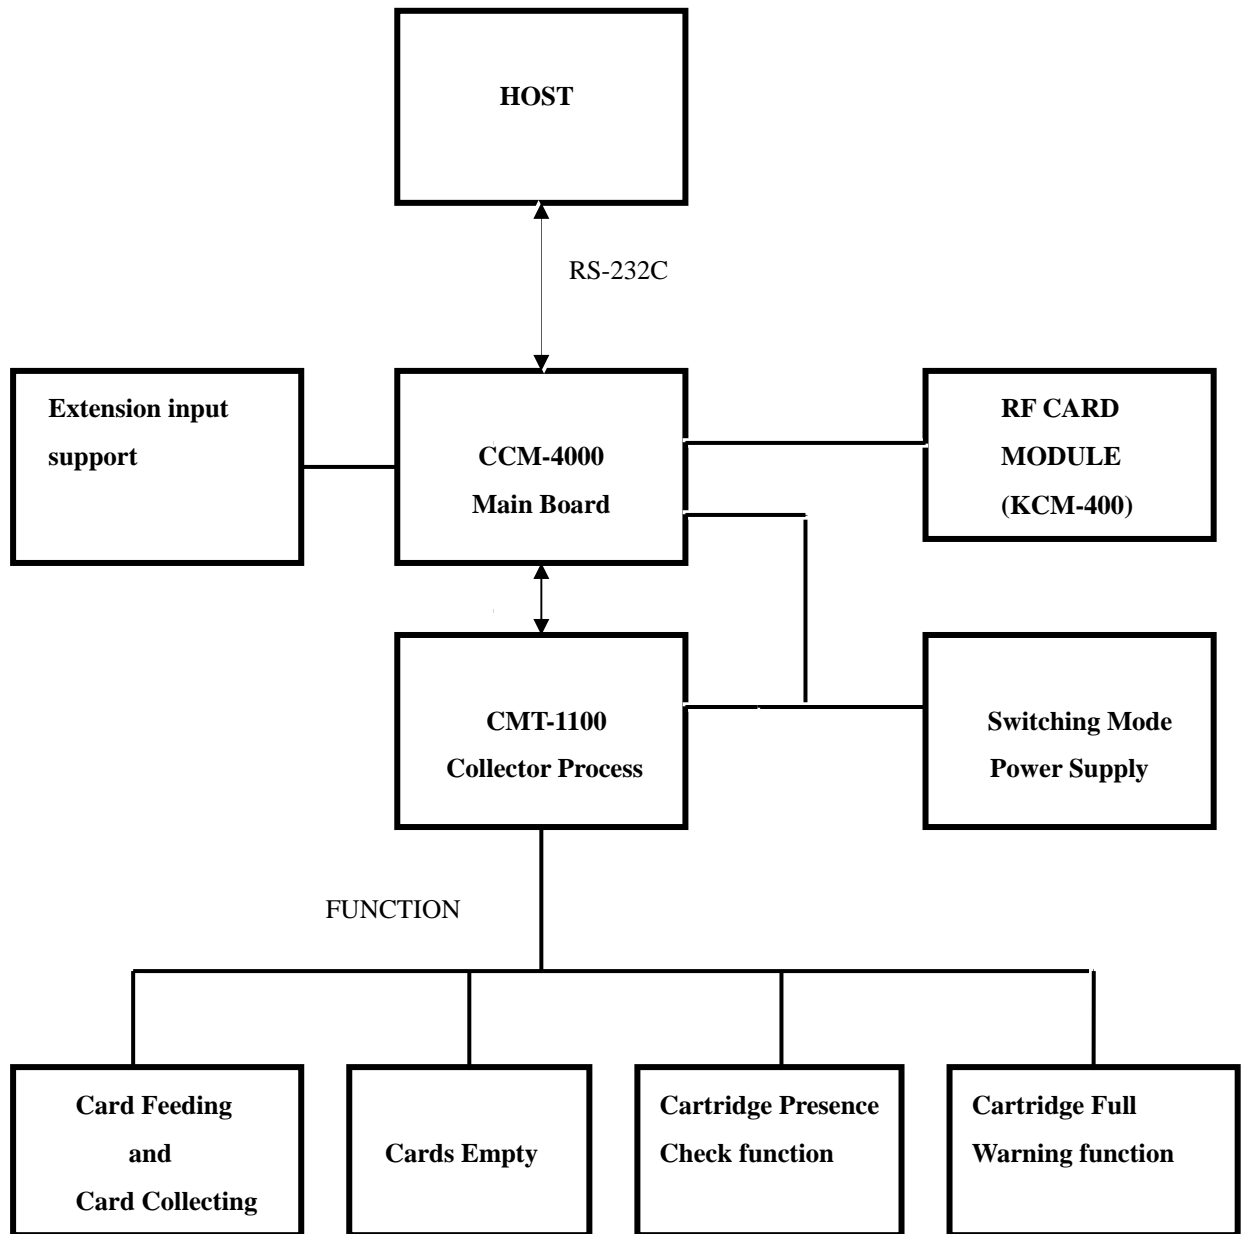 HOST
RS-232C
Extension input
support
CCM-4000
Main Board
RF CARD
MODULE
(KCM-400)
CMT-1100
Collector Process
Switching Mode
Power Supply
FUNCTION
Card Feeding
and
Card Collecting
Cards Empty
Cartridge Presence
Check function
Cartridge Full
Warning function